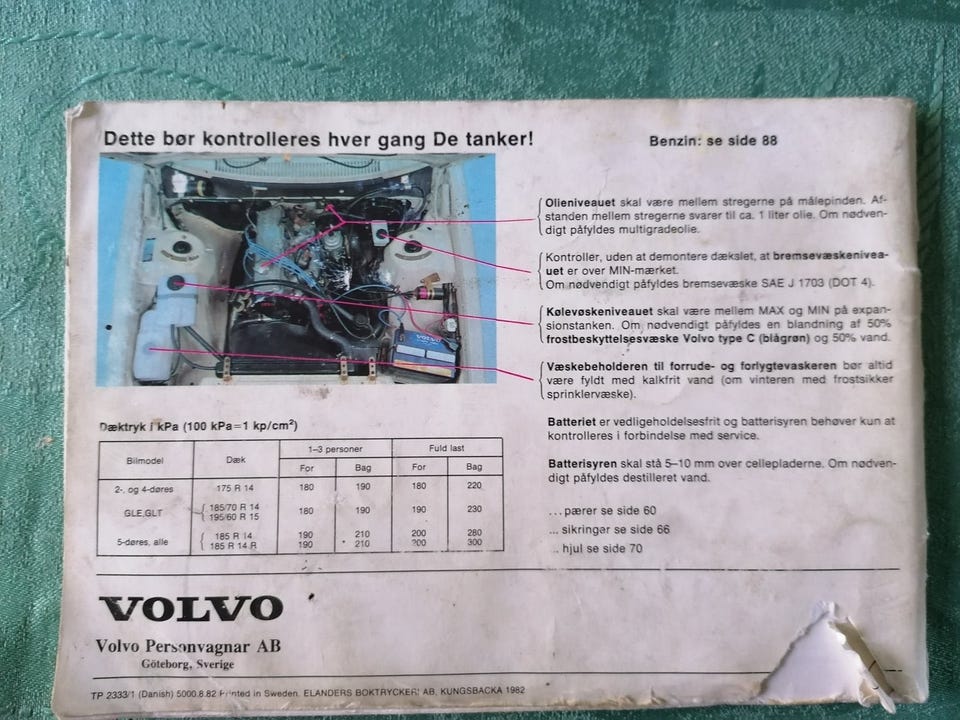 Dette bør kontrolleres hver gang De tanker!
Benzin: se side 88
Olieniveauet skal være mellem stregerne på målepinden. Af-
standen mellem stregerne svarer til ca. 1 liter olie. Om nødven-
digt påfyldes multigradeolie.
Kontroller, uden at demontere dækslet, at bremsevæskenivea-
uet er over MIN-mærket.
Om nødvendigt påfyldes bremsevæske SAE J 1703 (DOT 4).
Kølevøskeniveauet skal være mellem MAX og MIN på expan-
sionstanken. Om nødvendigt påfyldes en blanding af 50%
frostbeskyttelsesvæske Volvo type C (blågrøn) og 50% vand.
Væskebeholderen til forrude- og forlygtevaskeren bør altid
være fyldt med kalkfrit vand (om vinteren med frostsikker
sprinklervæske).
Batteriet er vedligeholdelsesfrit og batterisyren behøver kun at
kontrolleres i forbindelse med service.
Batterisyren skal stå 5–10 mm over cellepladerne. Om nødven-
digt påfyldes destilleret vand.
...pærer se side 60
... sikringer se side 66
.. hjul se side 70
VOLVO
Dæktryk i kPa (100 kPa=1 kp/cm²)
Bilmodel Dæk 1–3 personer Fuld last
For Bag For Bag
2-, og 4-døres 175 R 14 180 190 180 220
GLE,GLT 185/70 R 14 180 190 190 230
195/60 R 15
5-døres, alle 185 R 14 190 210 200 280
185 R 14 R 190 210 200 300
VOLVO
Volvo Personvagnar AB
Göteborg, Sverige
TP 2333/1 (Danish) 5000.8.82 Printed in Sweden. ELANDERS BOKTRYCKERI AB, KUNGSBACKA 1982